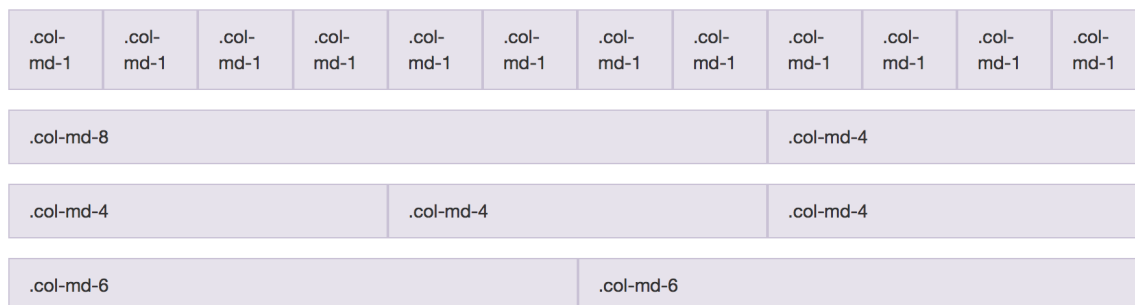 .col- .col- .col- .col- .col- .col- .col- .col- .col- .col- .col- .col-
md-1 md-1 md-1 md-1 md-1 md-1 md-1 md-1 md-1 md-1 md-1 md-1
.col-md-8 .col-md-4
.col-md-4 .col-md-4 .col-md-4
.col-md-6 .col-md-6